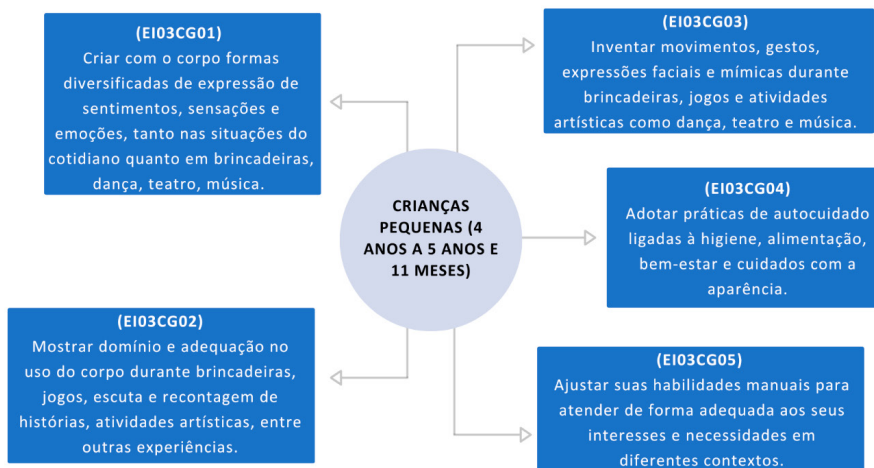 (EI03CG01)
Criar com o corpo formas
diversificadas de expressão de
sentimentos, sensações e
emoções, tanto nas situações do
cotidiano quanto em brincadeiras,
dança, teatro, música.
(EI03CG03)
Inventar movimentos, gestos,
expressões faciais e mímicas durante
brincadeiras, jogos e atividades
artísticas como dança, teatro e música.
CRIANÇAS
PEQUENAS (4
ANOS A 5 ANOS E
11 MESES)
(EI03CG04)
Adotar práticas de autocuidado
ligadas à higiene, alimentação,
bem-estar e cuidados com a
aparência.
(EI03CG02)
Mostrar domínio e adequação no
uso do corpo durante brincadeiras,
jogos, escuta e recontagem de
histórias, atividades artísticas, entre
outras experiências.
(EI03CG05)
Ajustar suas habilidades manuais para
atender de forma adequada aos seus
interesses e necessidades em
diferentes contextos.